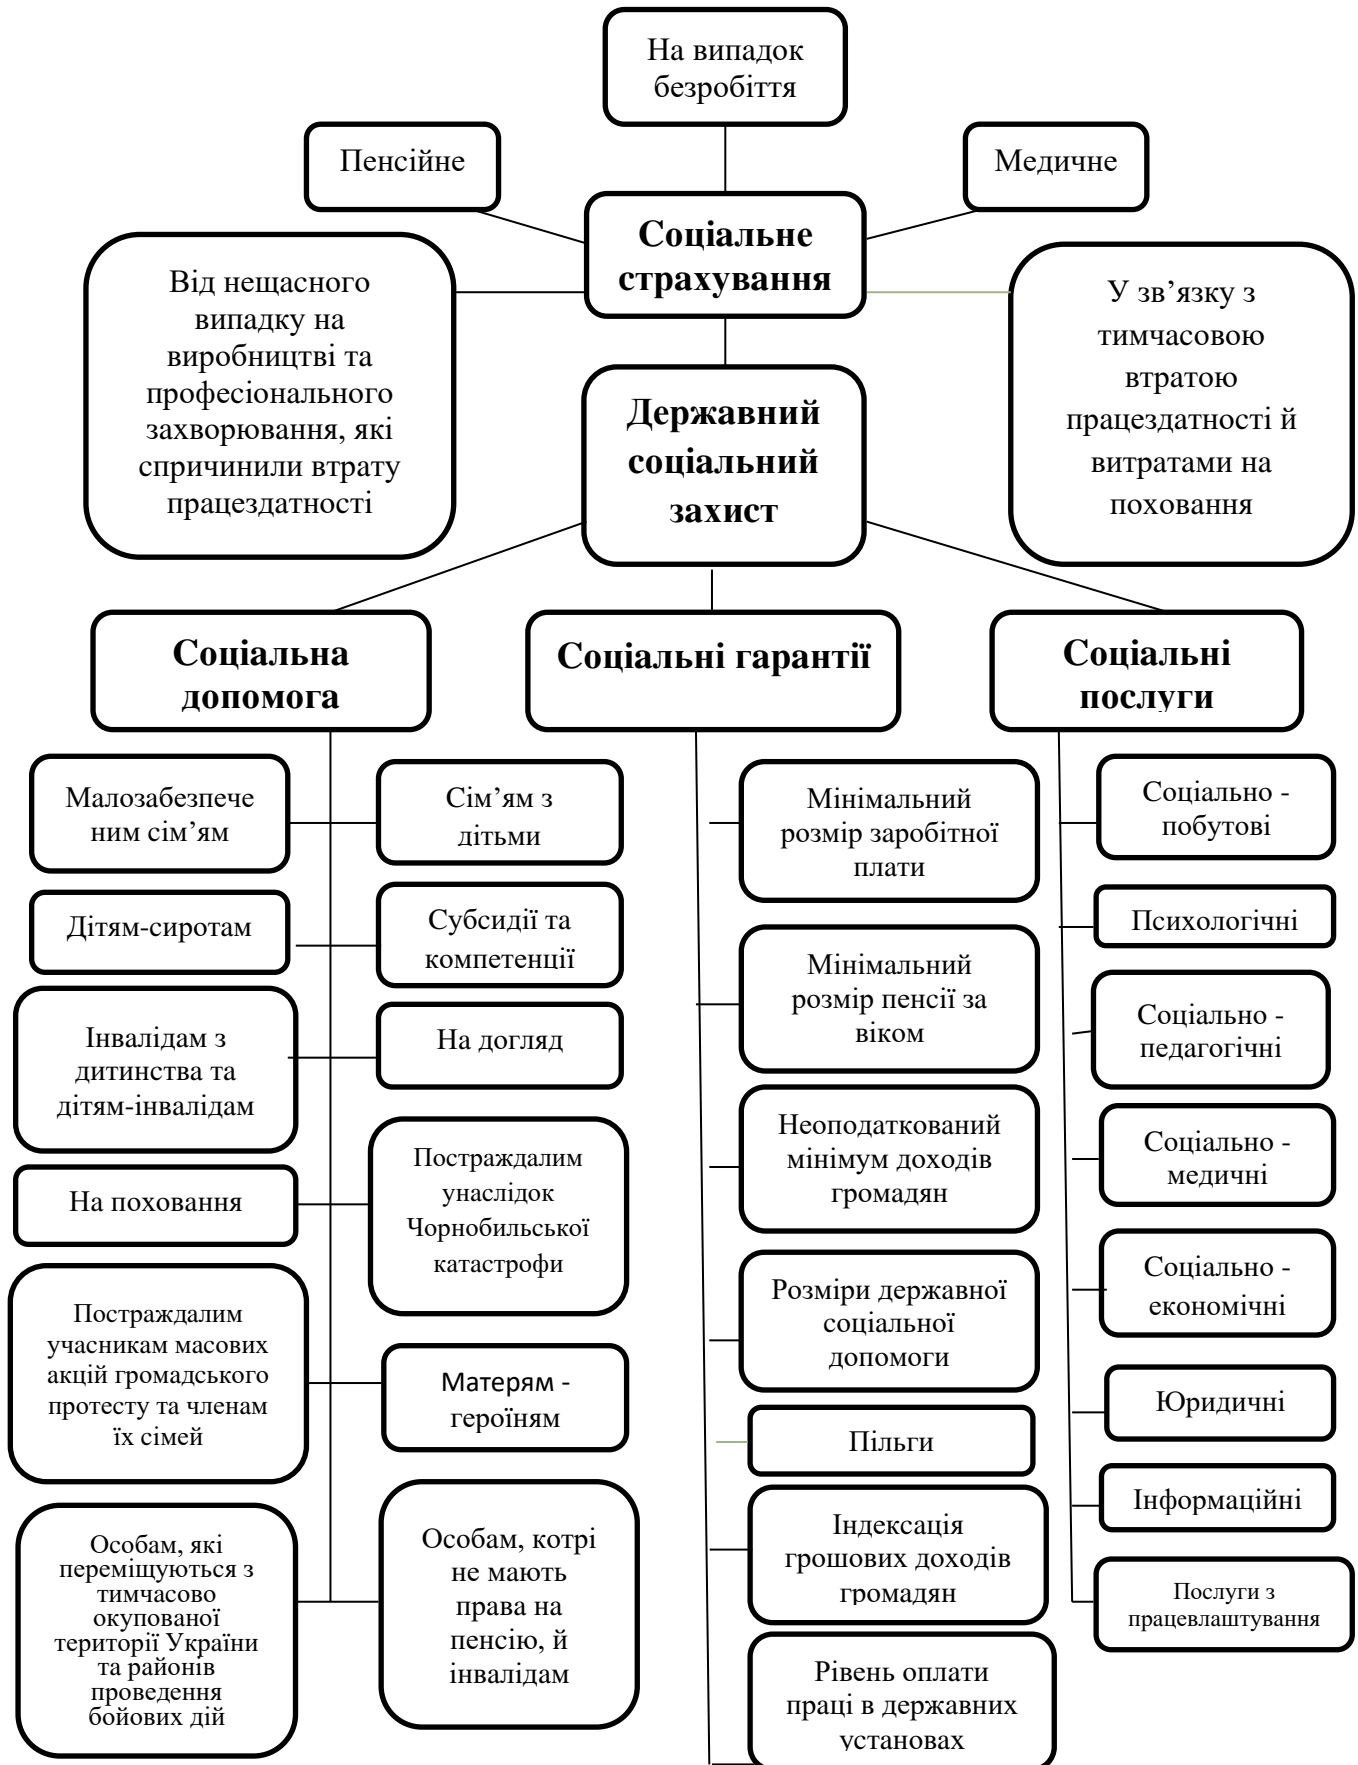 На випадок
безробіття
Пенсійне
Медичне
Соціальне
страхування
Від нещасного
випадку на
виробництві та
професіонального
захворювання, які
спричинили втрату
працездатності
У зв’язку з
тимчасовою
втратою
працездатності й
витратами на
поховання
Державний
соціальний
захист
Соціальна
допомога
Соціальні гарантії
Соціальні
послуги
Малозабезпече
ним сім’ям
Сім’ям з
дітьми
Дітям-сиротам
Субсидії та
компетенції
Інвалідам з
дитинства та
дітям-інвалідам
На догляд
На поховання
Постраждалим
унаслідок
Чорнобильської
катастрофи
Постраждалим
учасникам масових
акцій громадського
протесту та членам
їх сімей
Матерям -
героїням
Особам, які
переміщуються з
тимчасово
окупованої
території України
та районів
проведення
бойових дій
Особам, котрі
не мають
права на
пенсію, й
інвалідам
Мінімальний
розмір заробітної
плати
Мінімальний
розмір пенсії за
віком
Неоподаткований
мінімум доходів
громадян
Розміри державної
соціальної
допомоги
Пільги
Індексація
грошових доходів
громадян
Рівень оплати
праці в державних
установах
Соціально -
побутові
Психологічні
Соціально -
педагогічні
Соціально -
медичні
Соціально -
економічні
Юридичні
Інформаційні
Послуги з
працевлаштування